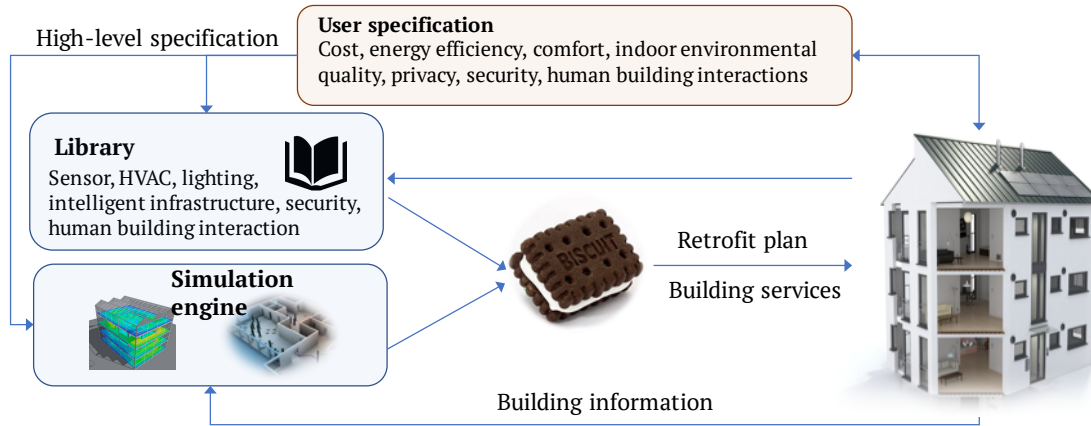 High-level specification
User specification
Cost, energy efficiency, comfort, indoor environmental
quality, privacy, security, human building interactions
Library
Sensor, HVAC, lighting,
intelligent infrastructure, security,
human building interaction
Simulation
engine
BISCUIT
Retrofit plan
Building services
Building information